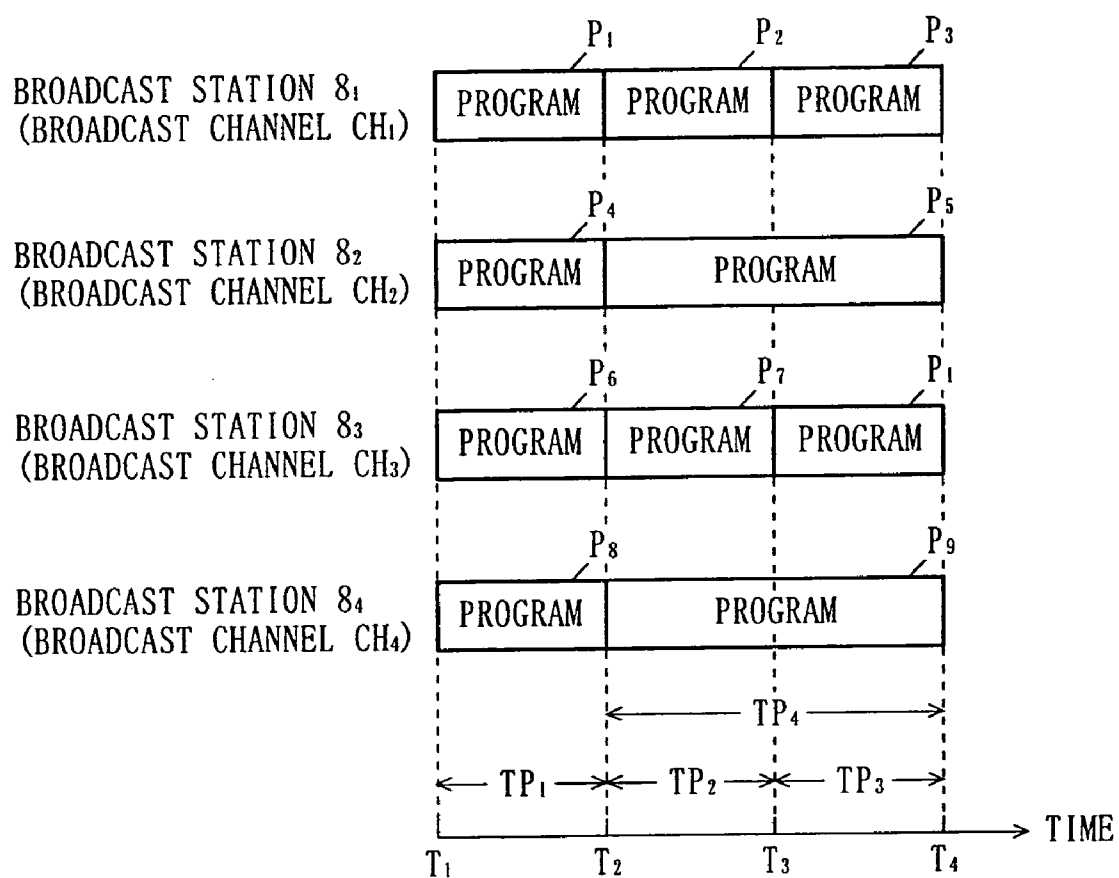 P₁ P₂ P₃
BROADCAST STATION 8₁
(BROADCAST CHANNEL CH₁)
PROGRAM PROGRAM PROGRAM
P₄ P₅
BROADCAST STATION 8₂
(BROADCAST CHANNEL CH₂)
PROGRAM PROGRAM
P₆ P₇ P₁
BROADCAST STATION 8₃
(BROADCAST CHANNEL CH₃)
PROGRAM PROGRAM PROGRAM
P₈ P₉
BROADCAST STATION 8₄
(BROADCAST CHANNEL CH₄)
PROGRAM PROGRAM
TP₄
TP₁ TP₂ TP₃
TIME
T₁ T₂ T₃ T₄